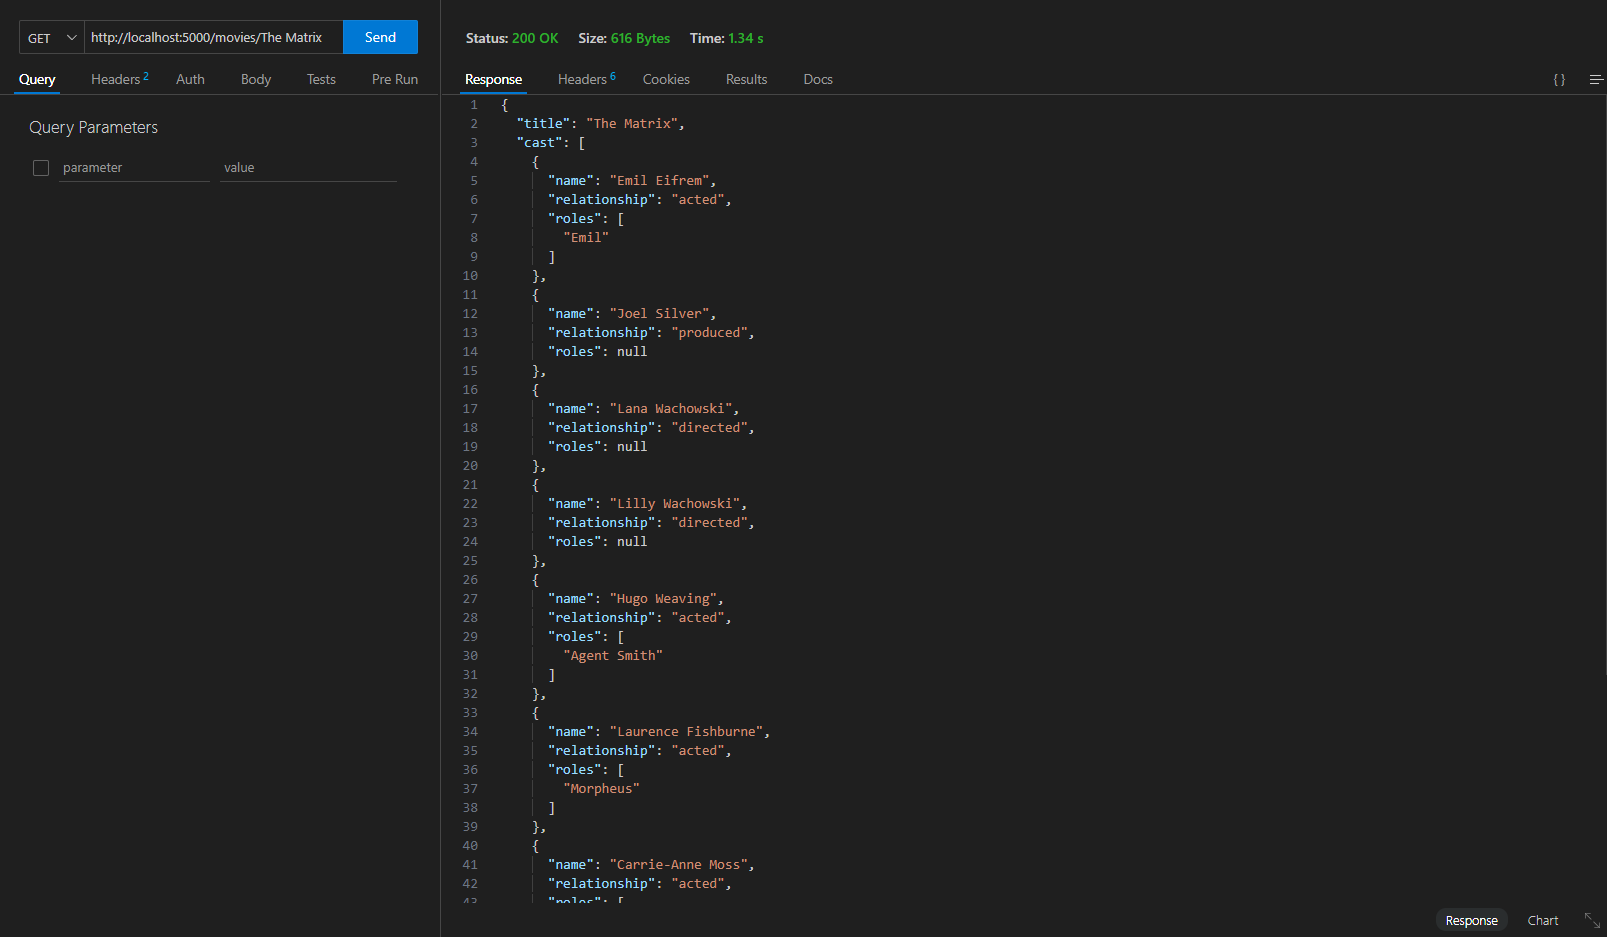 GET http://localhost:5000/movies/The Matrix Send
Query Headers 2 Auth Body Tests Pre Run
Query Parameters
parameter value
Status: 200 OK Size: 616 Bytes Time: 1.34 s
Response Headers 6 Cookies Results Docs { }
1 {
2 "title": "The Matrix",
3 "cast": [
4 {
5 "name": "Emil Eifrem",
6 "relationship": "acted",
7 "roles": [
8 "Emil"
9 ]
10 },
11 {
12 "name": "Joel Silver",
13 "relationship": "produced",
14 "roles": null
15 },
16 {
17 "name": "Lana Wachowski",
18 "relationship": "directed",
19 "roles": null
20 },
21 {
22 "name": "Lilly Wachowski",
23 "relationship": "directed",
24 "roles": null
25 },
26 {
27 "name": "Hugo Weaving",
28 "relationship": "acted",
29 "roles": [
30 "Agent Smith"
31 ]
32 },
33 {
34 "name": "Laurence Fishburne",
35 "relationship": "acted",
36 "roles": [
37 "Morpheus"
38 ]
39 },
40 {
41 "name": "Carrie-Anne Moss",
42 "relationship": "acted",
43 "roles": [
Response Chart